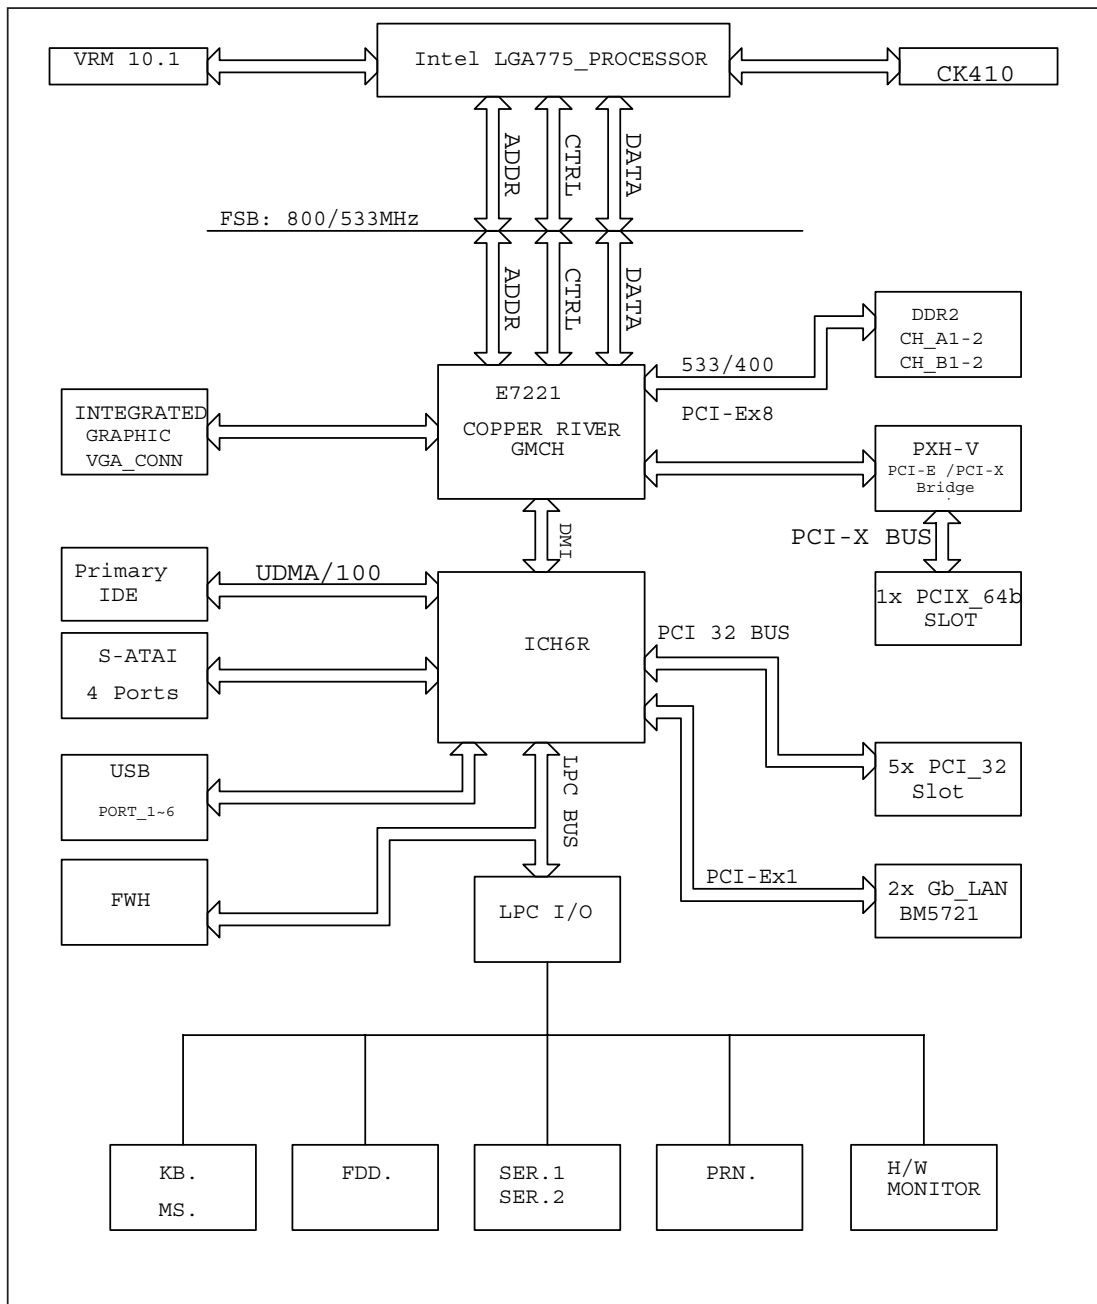 VRM 10.1
Intel LGA775_PROCESSOR
CK410
ADDR
CTRL
DATA
FSB: 800/533MHz
ADDR
CTRL
DATA
DDR2
CH_A1-2
CH_B1-2
533/400
PCI-Ex8
E7221
COPPER RIVER
GMCH
INTEGRATED
GRAPHIC
VGA_CONN
PXH-V
PCI-E /PCI-X
Bridge
DMI
PCI-X BUS
Primary
IDE
UDMA/100
1x PCIX_64b
SLOT
ICH6R
PCI 32 BUS
S-ATAI
4 Ports
USB
PORT_1~6
LPC BUS
5x PCI_32
Slot
FWH
PCI-Ex1
2x Gb_LAN
BM5721
LPC I/O
KB.
MS.
FDD.
SER.1
SER.2
PRN.
H/W
MONITOR